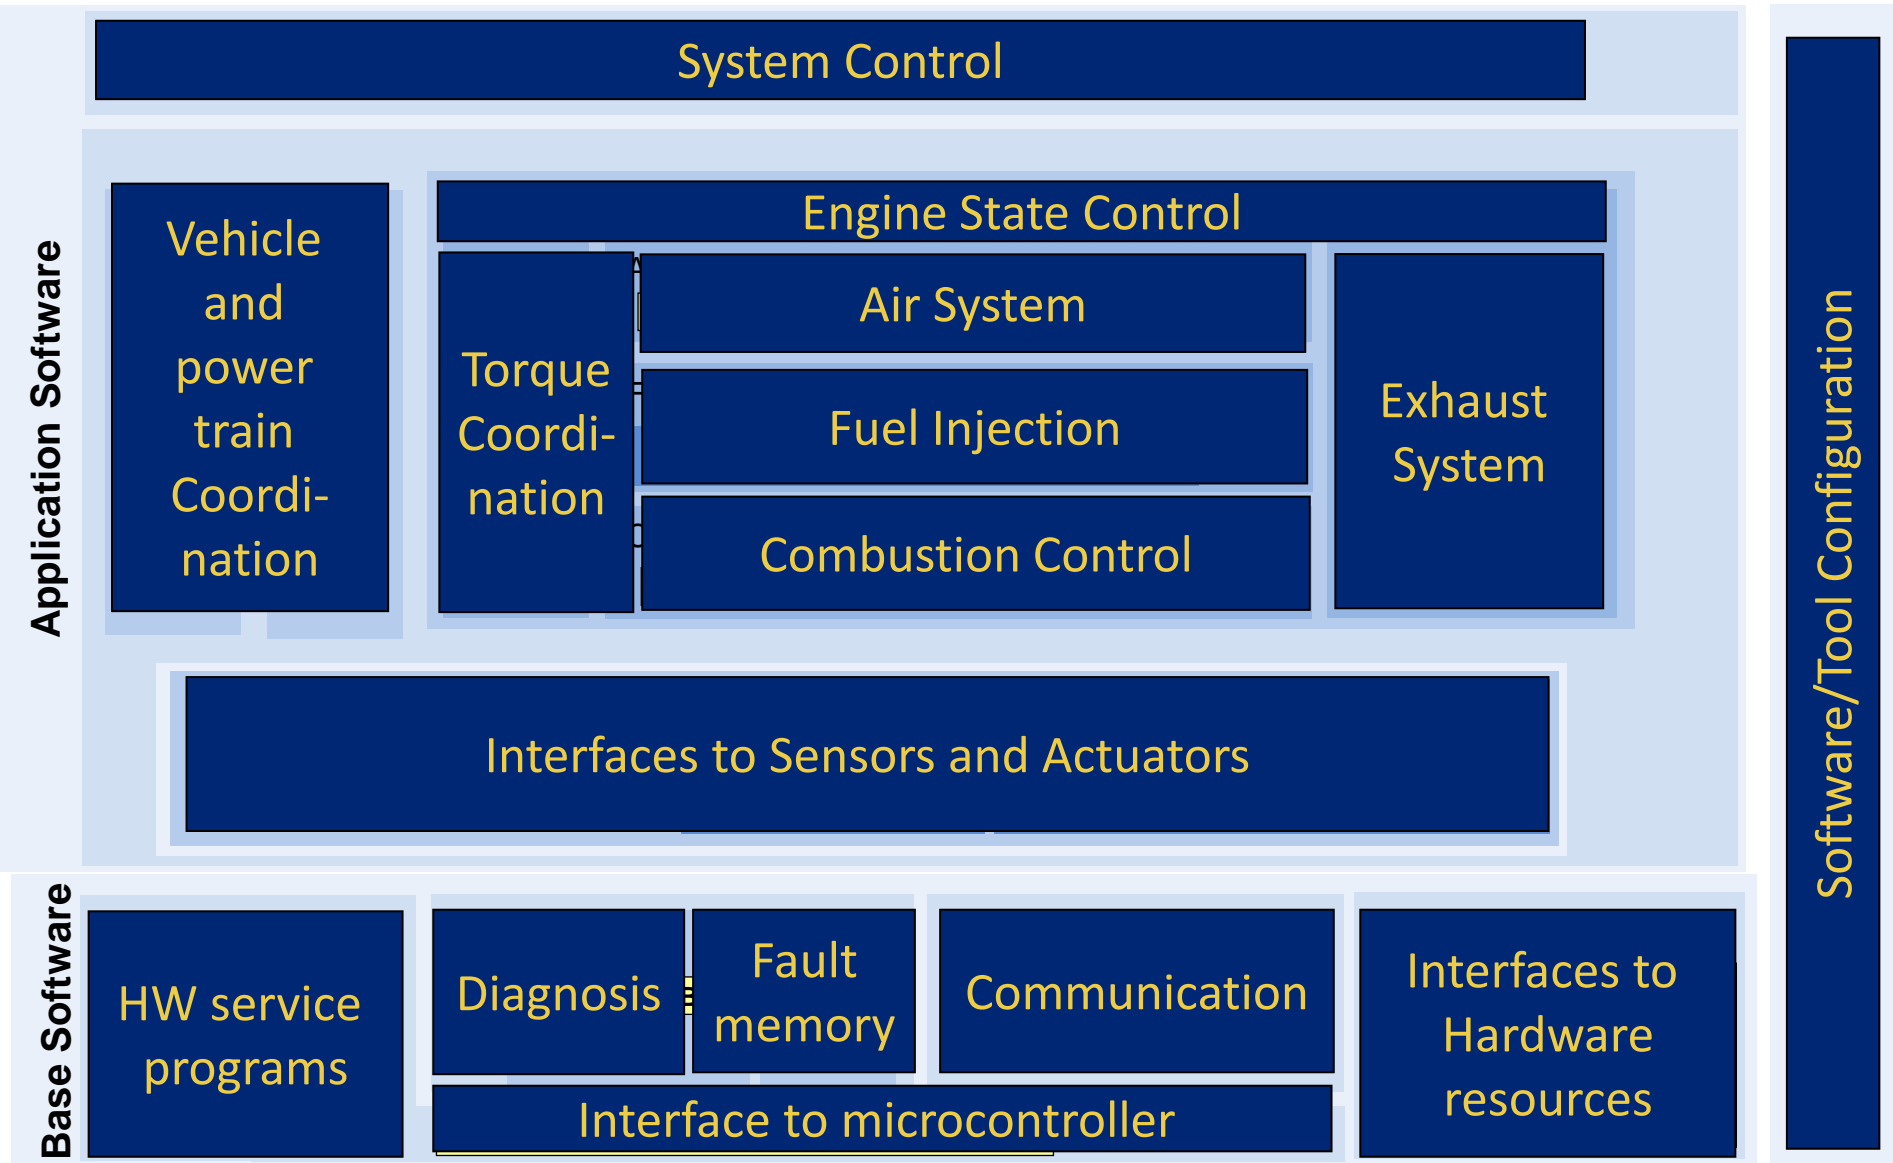 System Control
Application Software
Vehicle
and
power
train
Coordi-
nation
Engine State Control
Torque
Coordi-
nation
Air System
Fuel Injection
Combustion Control
Exhaust
System
Interfaces to Sensors and Actuators
Base Software
HW service
programs
Diagnosis
Fault
memory
Communication
Interface to microcontroller
Interfaces to
Hardware
resources
Software/Tool Configuration